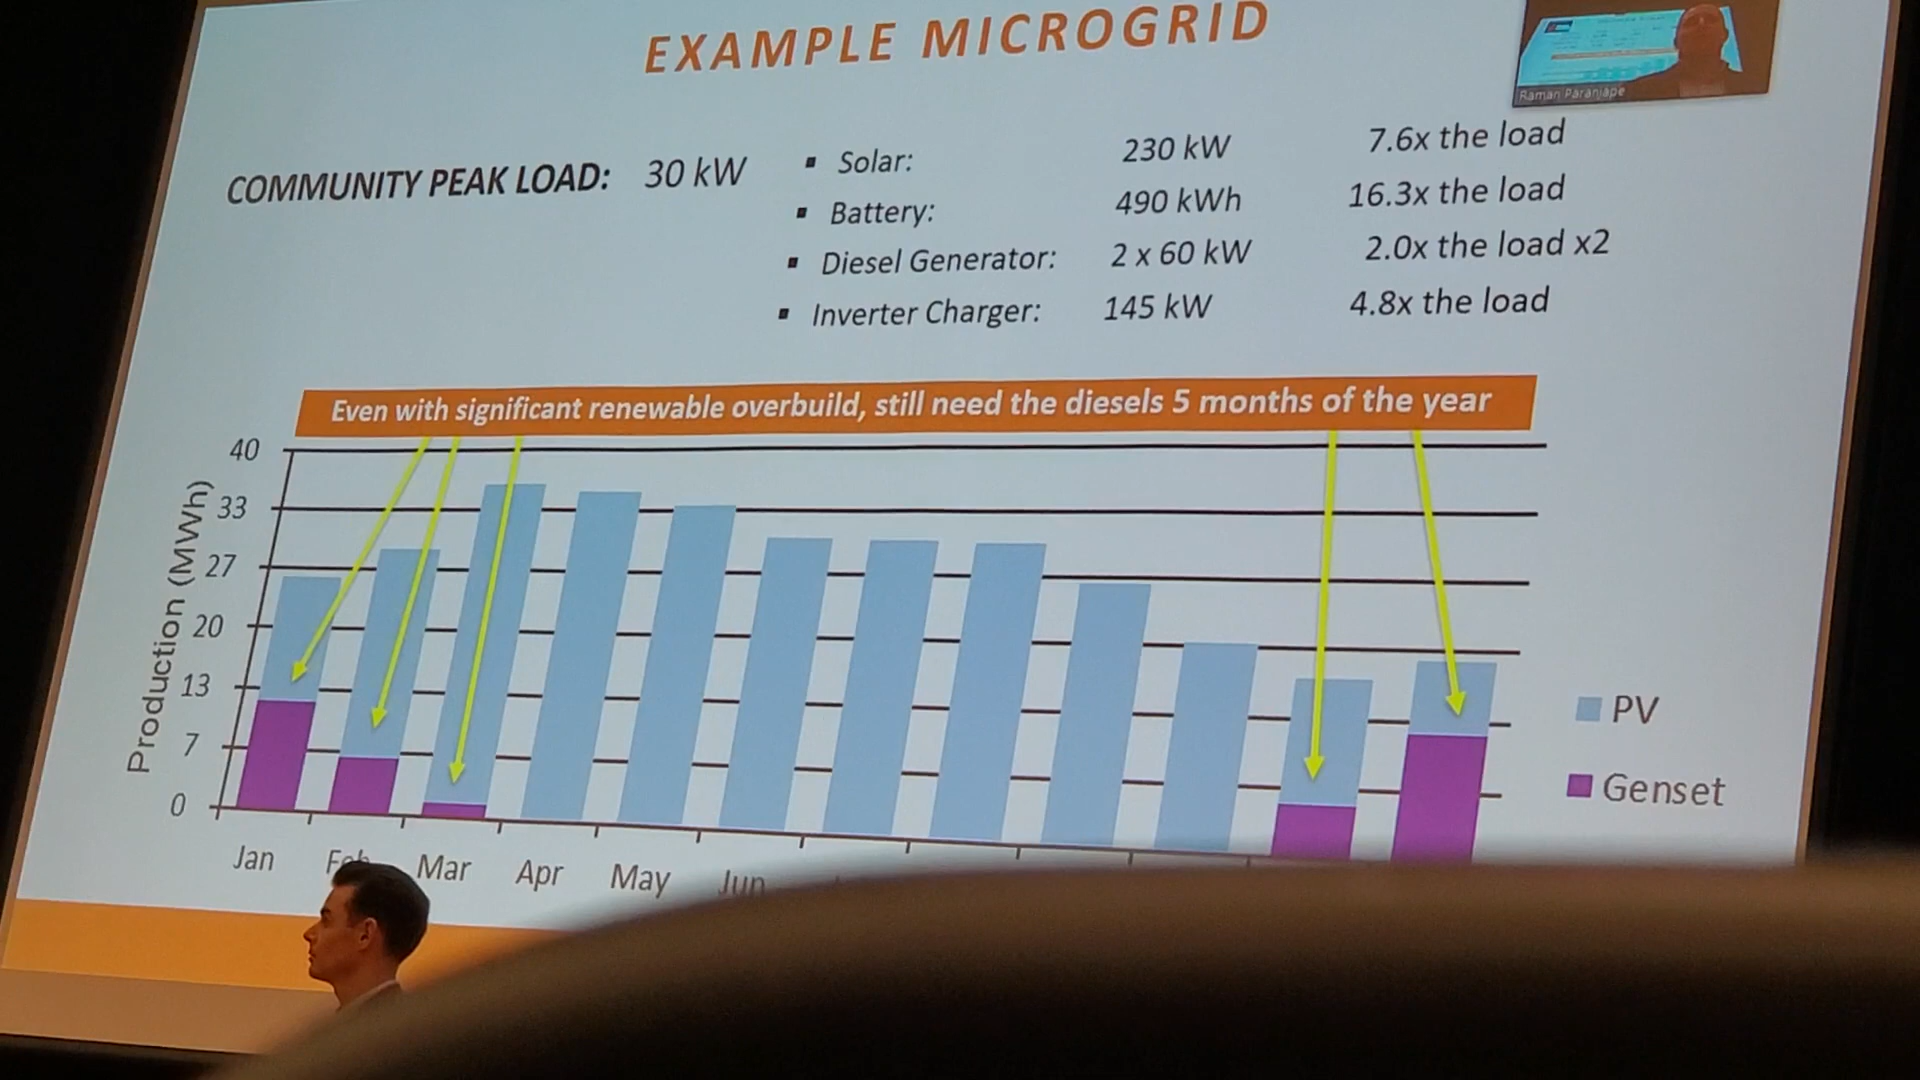 EXAMPLE MICROGRID
Raman Paranjape
COMMUNITY PEAK LOAD: 30 kW
▪ Solar: 230 kW 7.6x the load
▪ Battery: 490 kWh 16.3x the load
▪ Diesel Generator: 2 x 60 kW 2.0x the load x2
▪ Inverter Charger: 145 kW 4.8x the load
Even with significant renewable overbuild, still need the diesels 5 months of the year
Production (MWh)
40
33
27
20
13
7
0
Jan Feb Mar Apr May Jun
PV
Genset